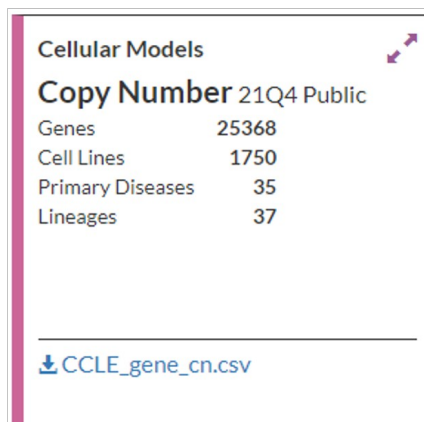 Cellular Models
Copy Number 21Q4 Public
Genes 25368
Cell Lines 1750
Primary Diseases 35
Lineages 37
CCLE_gene_cn.csv